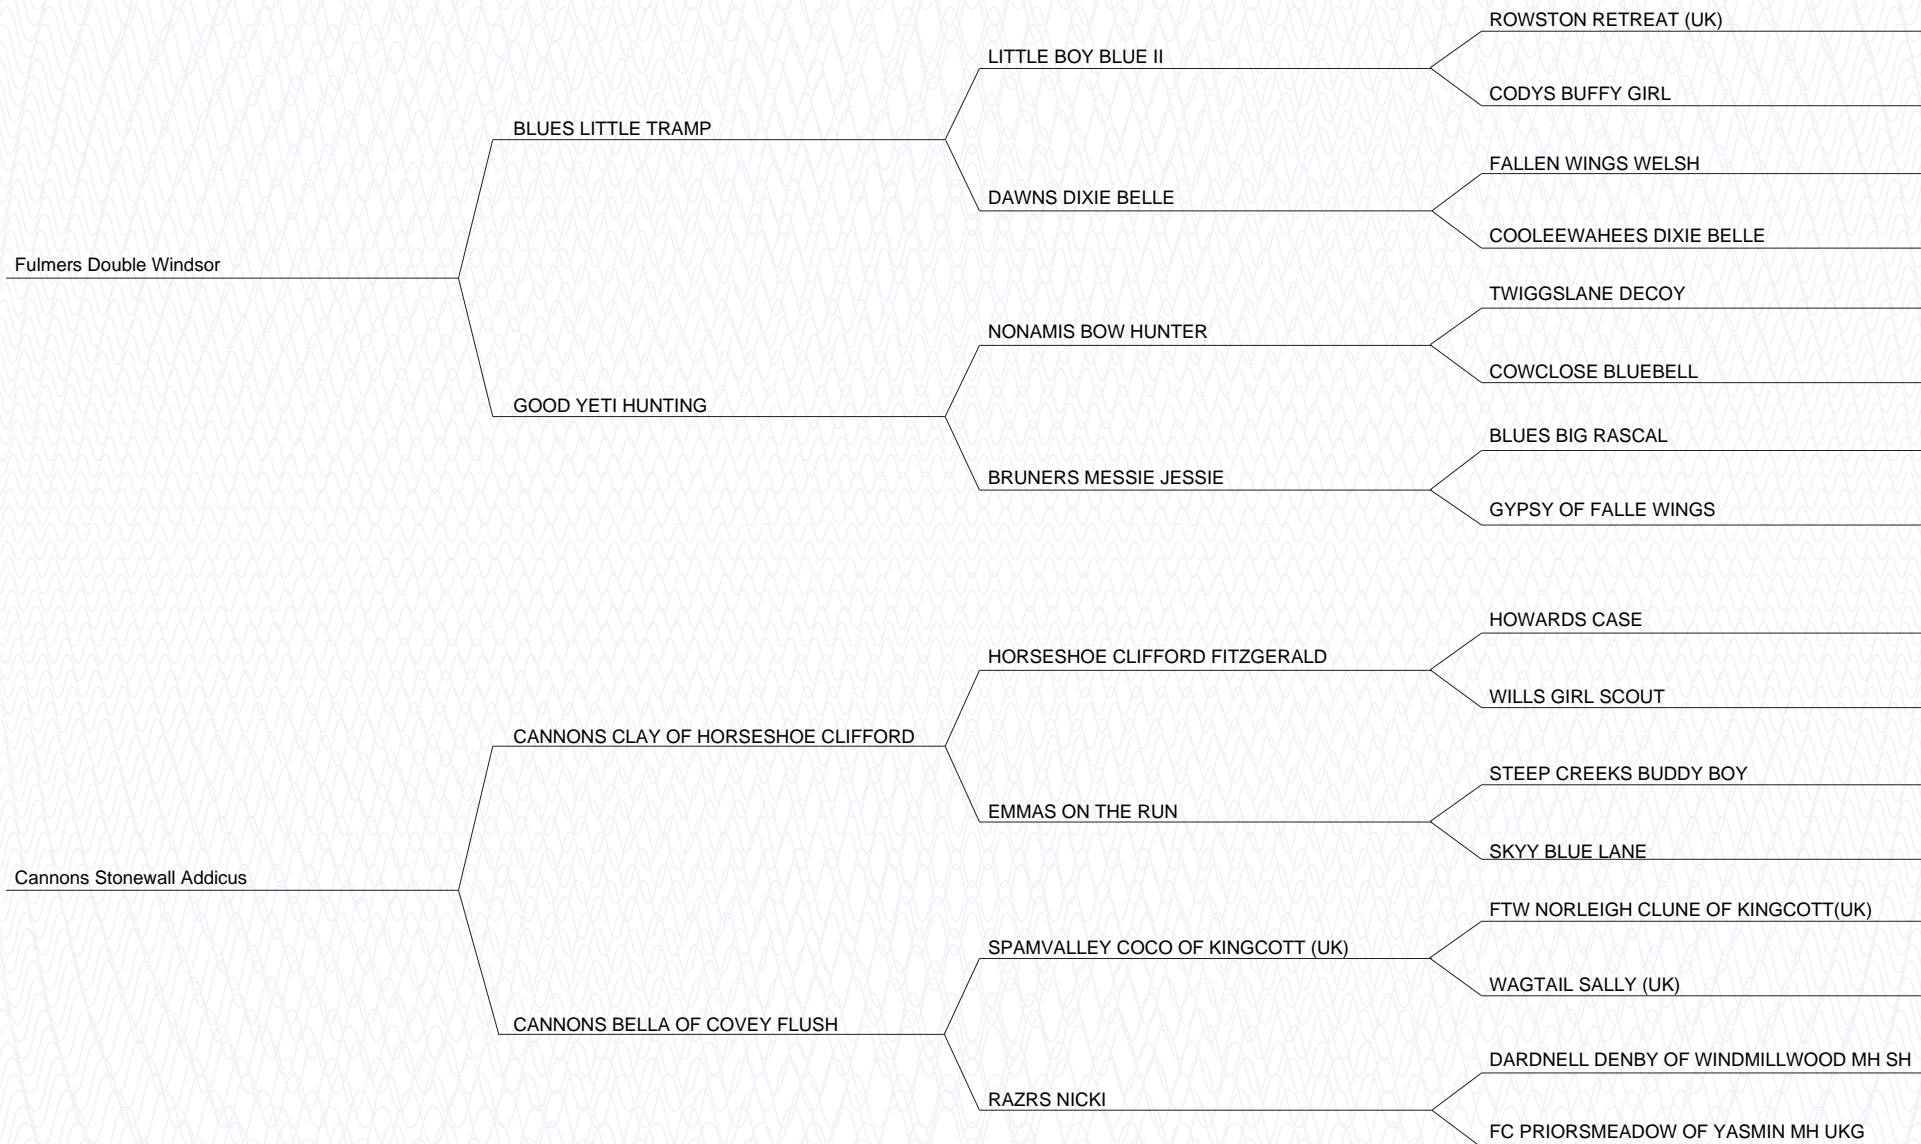 ROWSTON RETREAT (UK)
LITTLE BOY BLUE II
CODYS BUFFY GIRL
BLUES LITTLE TRAMP
FALLEN WINGS WELSH
DAWNS DIXIE BELLE
COOLEEWAHEES DIXIE BELLE
Fulmers Double Windsor
TWIGGSLANE DECOY
NONAMIS BOW HUNTER
COWCLOSE BLUEBELL
GOOD YETI HUNTING
BLUES BIG RASCAL
BRUNERS MESSIE JESSIE
GYPSY OF FALLE WINGS
HOWARDS CASE
HORSESHOE CLIFFORD FITZGERALD
WILLS GIRL SCOUT
CANNONS CLAY OF HORSESHOE CLIFFORD
STEEP CREEKS BUDDY BOY
EMMAS ON THE RUN
SKYY BLUE LANE
Cannons Stonewall Addicus
FTW NORLEIGH CLUNE OF KINGCOTT(UK)
SPAMVALLEY COCO OF KINGCOTT (UK)
WAGTAIL SALLY (UK)
CANNONS BELLA OF COVEY FLUSH
DARDNELL DENBY OF WINDMILLWOOD MH SH
RAZRS NICKI
FC PRIORSMEADOW OF YASMIN MH UKG